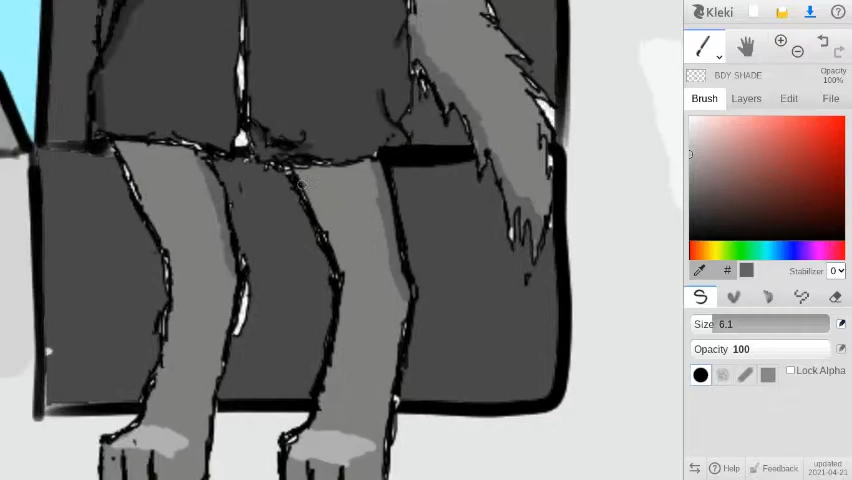 Kleki
BDY SHADE
Opacity
100%
Brush
Layers
Edit
File
#
Stabilizer 0
Size 6.1
Opacity 100
Lock Alpha
Help
Feedback
updated
2021-04-21